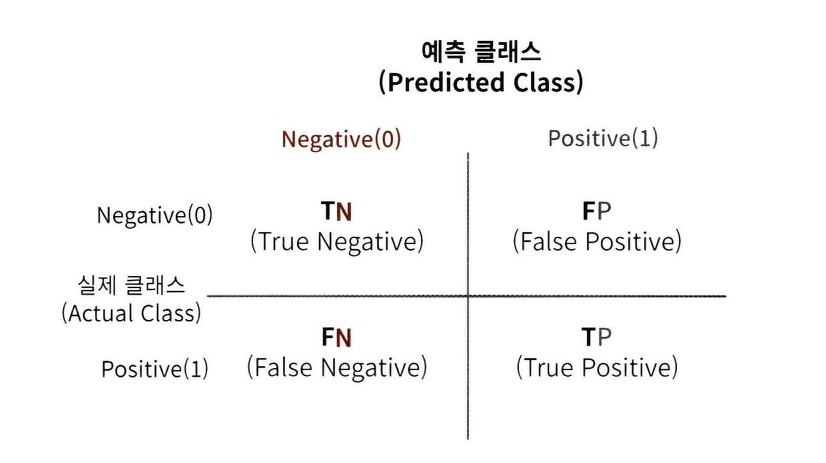 예측 클래스
(Predicted Class)
Negative(0)
Positive(1)
Negative(0)
TN
(True Negative)
FP
(False Positive)
실제 클래스
(Actual Class)
Positive(1)
FN
(False Negative)
TP
(True Positive)